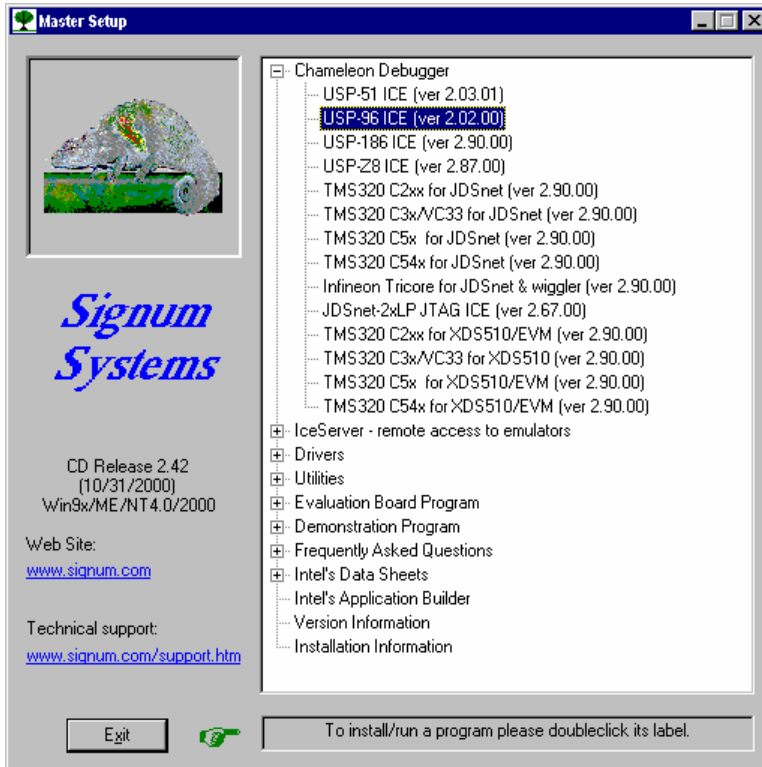 Master Setup
Signum
Systems
CD Release 2.42
(10/31/2000)
Win9x/ME/NT4.0/2000
Web Site:
www.signum.com
Technical support:
www.signum.com/support.htm
Exit
Chameleon Debugger
USP-51 ICE (ver 2.03.01)
USP-96 ICE (ver 2.02.00)
USP-186 ICE (ver 2.90.00)
USP-Z8 ICE (ver 2.87.00)
TMS320 C2xx for JDSnet (ver 2.90.00)
TMS320 C3x/VC33 for JDSnet (ver 2.90.00)
TMS320 C5x  for JDSnet (ver 2.90.00)
TMS320 C54x for JDSnet (ver 2.90.00)
Infineon Tricore for JDSnet & wiggler (ver 2.90.00)
JDSnet-2xLP JTAG ICE (ver 2.67.00)
TMS320 C2xx for XDS510/EVM (ver 2.90.00)
TMS320 C3x/VC33 for XDS510 (ver 2.90.00)
TMS320 C5x  for XDS510/EVM (ver 2.90.00)
TMS320 C54x for XDS510/EVM (ver 2.90.00)
IceServer - remote access to emulators
Drivers
Utilities
Evaluation Board Program
Demonstration Program
Frequently Asked Questions
Intel's Data Sheets
Intel's Application Builder
Version Information
Installation Information
To install/run a program please doubleclick its label.